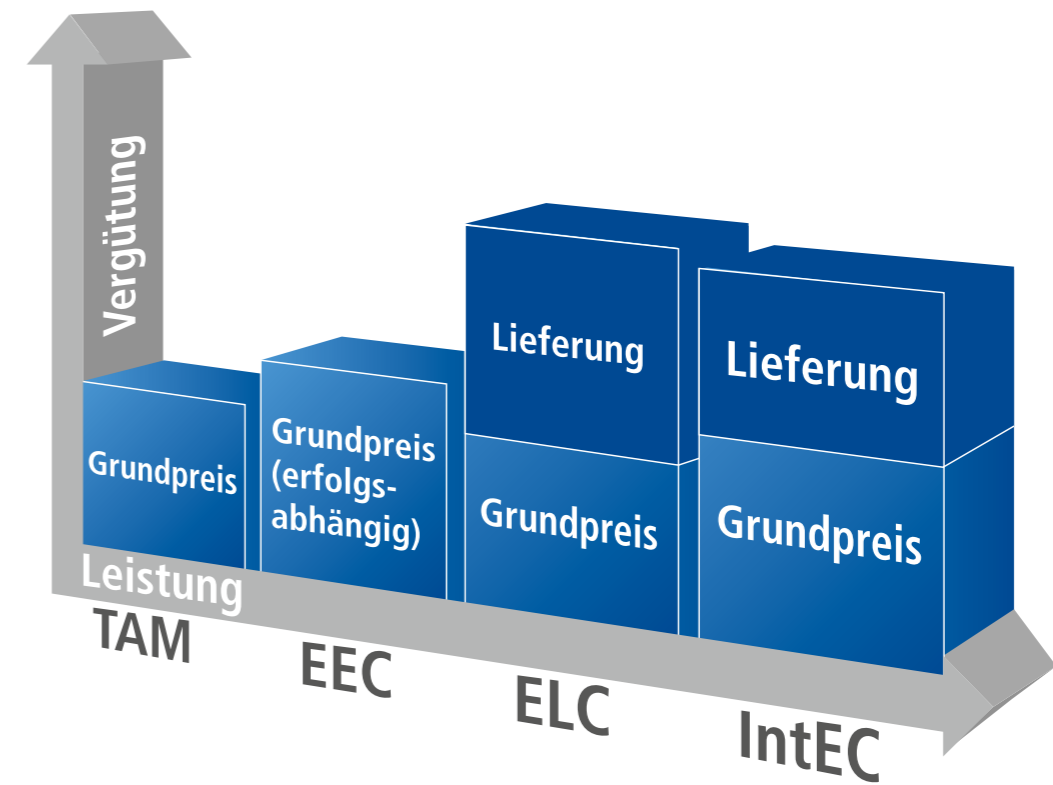 Vergütung
Grundpreis
Grundpreis
(erfolgs-
abhängig)
Lieferung
Grundpreis
Lieferung
Grundpreis
Leistung
TAM
EEC
ELC
IntEC